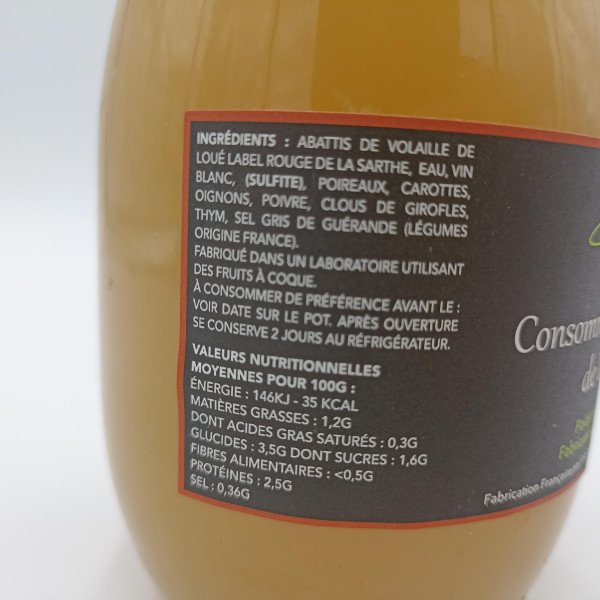 INGRÉDIENTS : ABATTIS DE VOLAILLE DE
LOUÉ LABEL ROUGE DE LA SARTHE, EAU, VIN
BLANC, (SULFITE), POIREAUX, CAROTTES,
OIGNONS, POIVRE, CLOUS DE GIROFLES,
THYM, SEL GRIS DE GUÉRANDE (LÉGUMES
ORIGINE FRANCE).
FABRIQUÉ DANS UN LABORATOIRE UTILISANT
DES FRUITS À COQUE.
À CONSOMMER DE PRÉFÉRENCE AVANT LE :
VOIR DATE SUR LE POT. APRÈS OUVERTURE
SE CONSERVE 2 JOURS AU RÉFRIGÉRATEUR.
VALEURS NUTRITIONNELLES
MOYENNES POUR 100G :
ÉNERGIE : 146KJ - 35 KCAL
MATIÈRES GRASSES : 1,2G
DONT ACIDES GRAS SATURÉS : 0,3G
GLUCIDES : 3,5G DONT SUCRES : 1,6G
FIBRES ALIMENTAIRES : <0,5G
PROTÉINES : 2,5G
SEL : 0,36G
Consomm
de
Fabrication Française